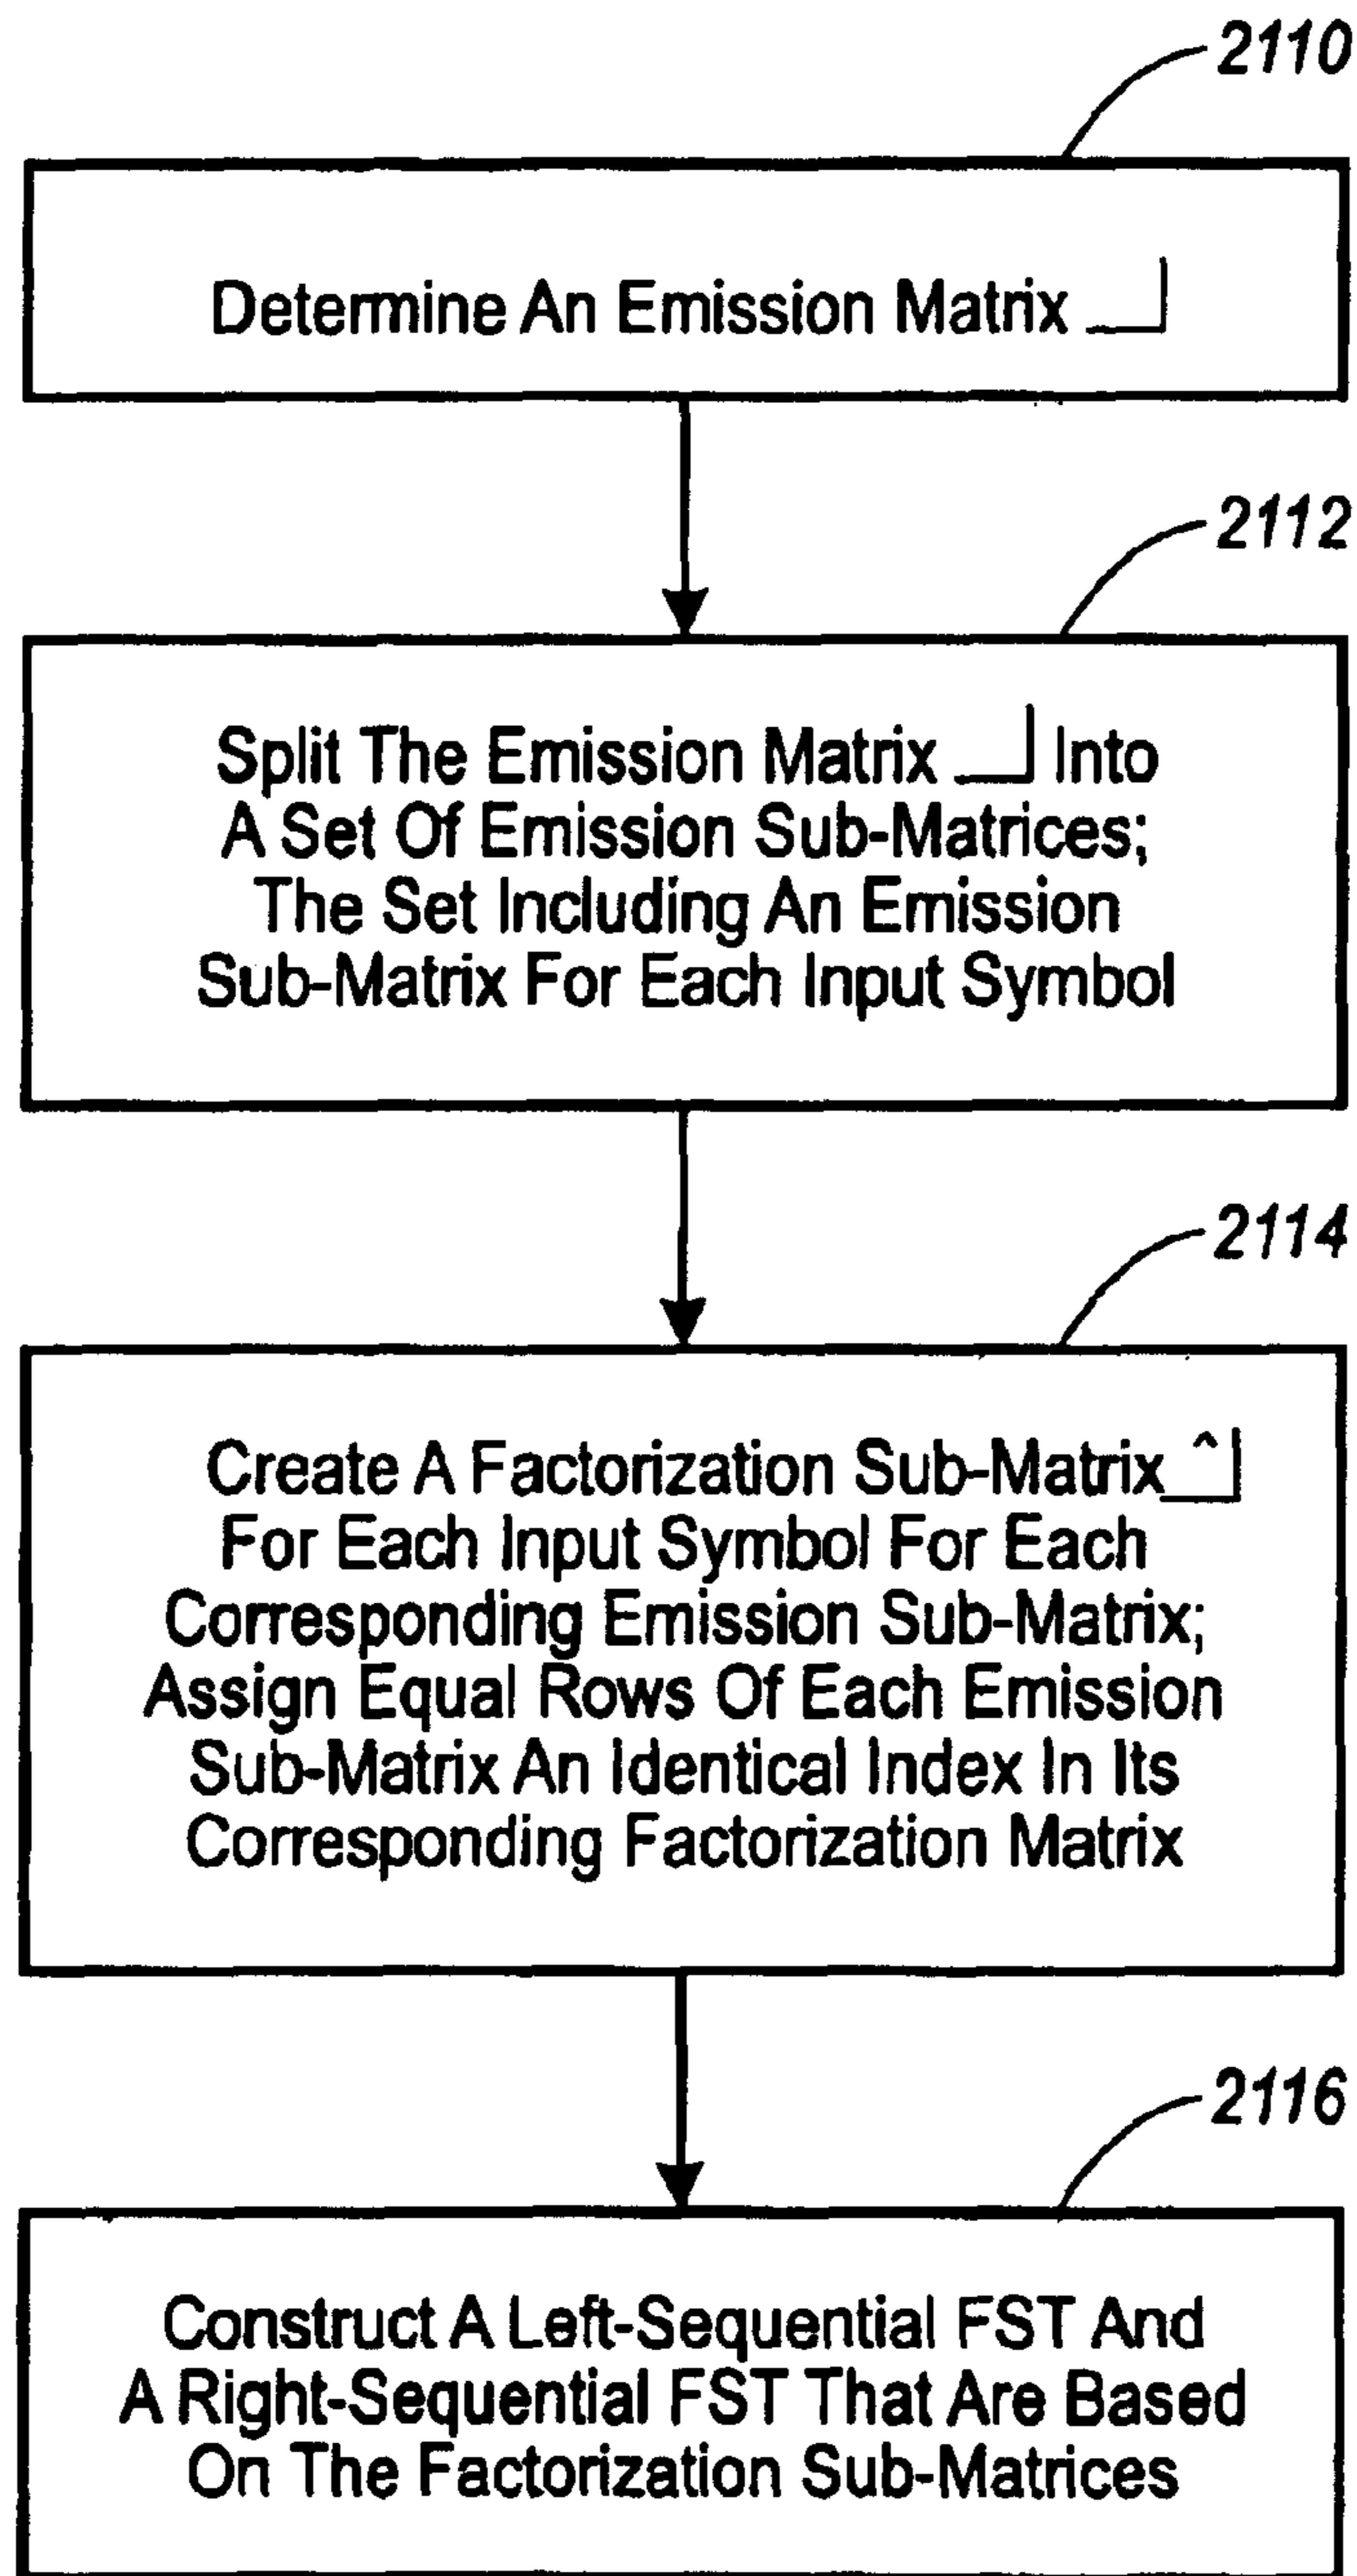 2110
Determine An Emission Matrix _|
2112
Split The Emission Matrix _| Into
A Set Of Emission Sub-Matrices;
The Set Including An Emission
Sub-Matrix For Each Input Symbol
2114
Create A Factorization Sub-Matrix _^|
For Each Input Symbol For Each
Corresponding Emission Sub-Matrix;
Assign Equal Rows Of Each Emission
Sub-Matrix An Identical Index In Its
Corresponding Factorization Matrix
2116
Construct A Left-Sequential FST And
A Right-Sequential FST That Are Based
On The Factorization Sub-Matrices